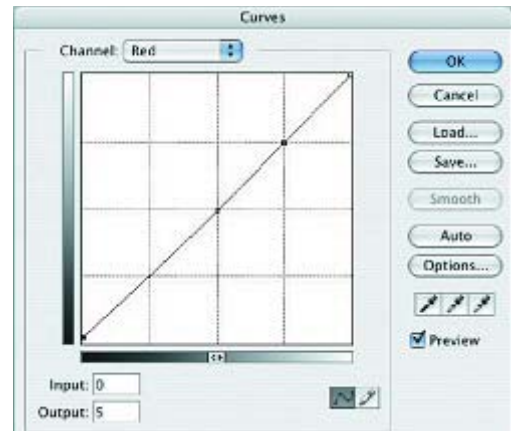 Curves
Channel: Red
OK
Cancel
Load...
Save...
Smooth
Auto
Options...
Preview
Input: 0
Output: 5